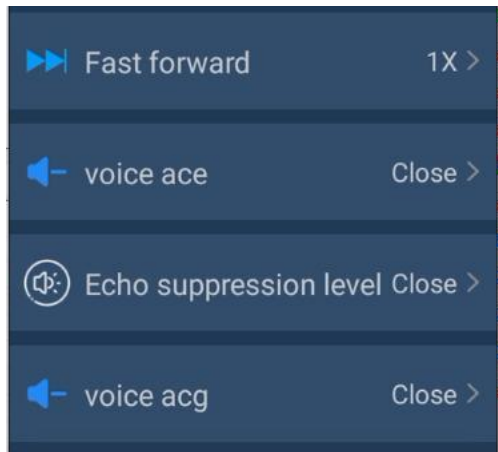 Fast forward 1X >
voice ace Close >
Echo suppression level Close >
voice acg Close >